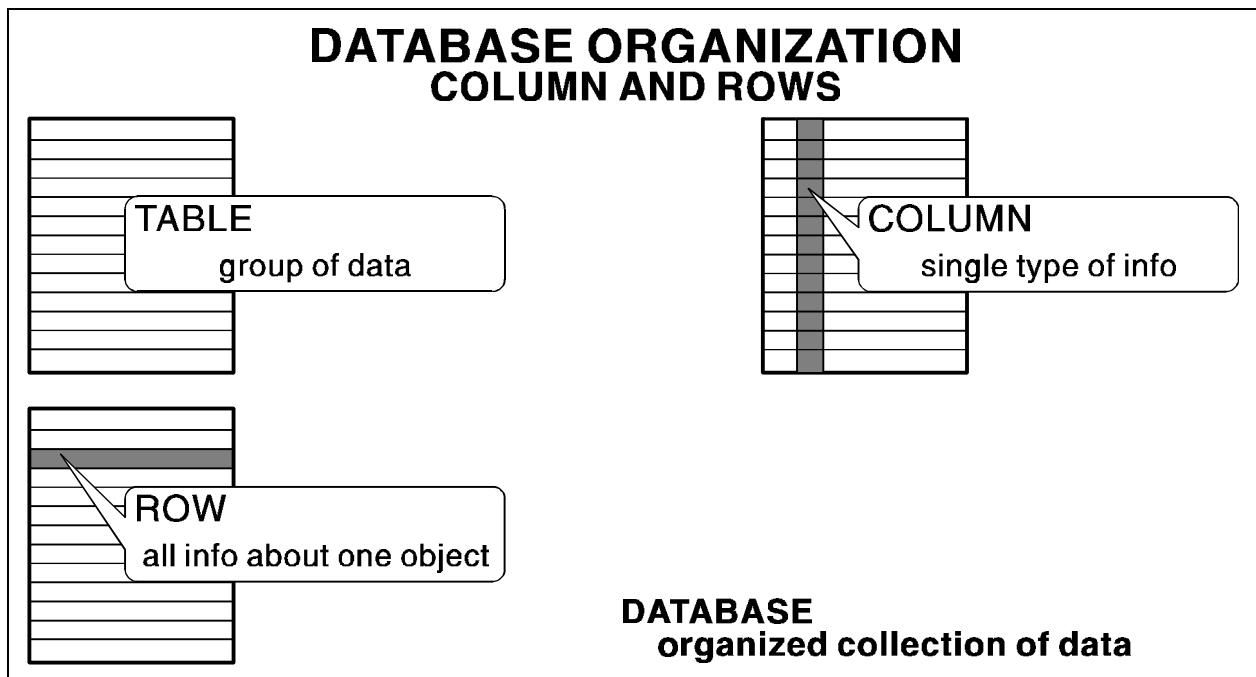 DATABASE ORGANIZATION
COLUMN AND ROWS
TABLE
group of data
COLUMN
single type of info
ROW
all info about one object
DATABASE
organized collection of data